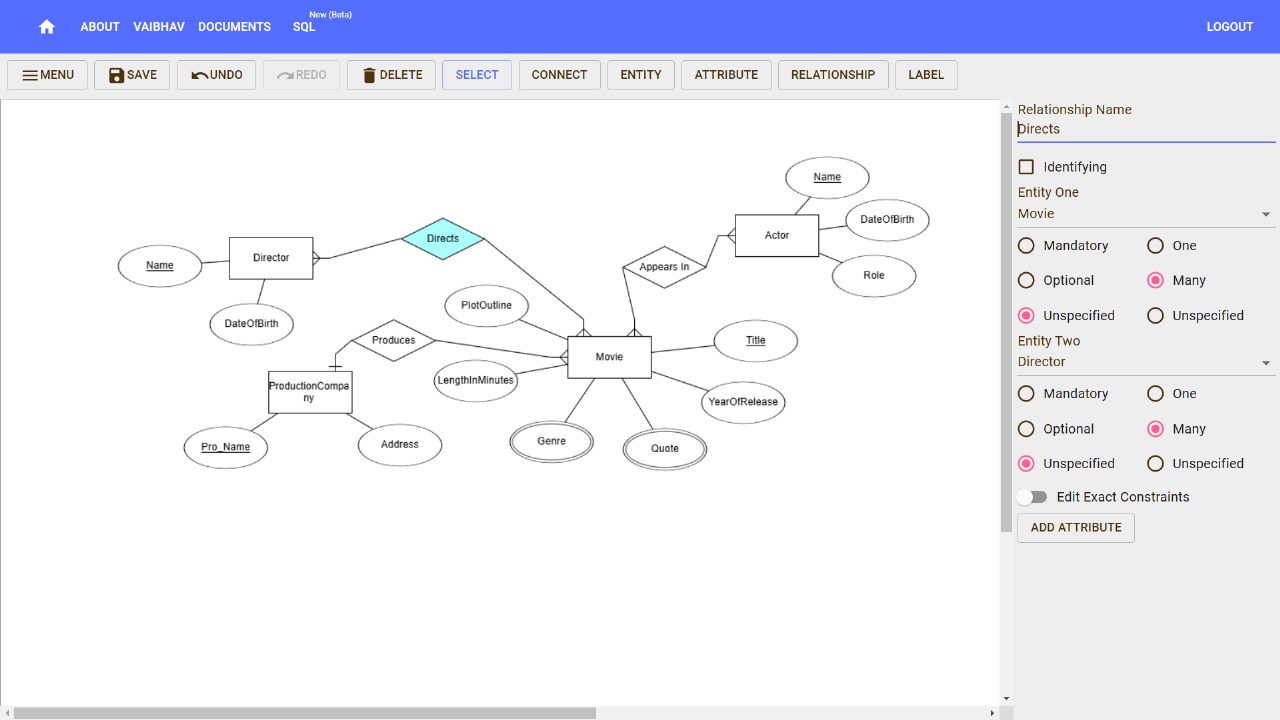 New (Beta)
ABOUT VAIBHAV DOCUMENTS SQL LOGOUT
MENU SAVE UNDO REDO DELETE SELECT CONNECT ENTITY ATTRIBUTE RELATIONSHIP LABEL
Name
DateOfBirth
Actor
Role
Appears In
Directs
Director
Name
DateOfBirth
PlotOutline
Produces
Movie
Title
LengthInMinutes
YearOfRelease
ProductionCompa
ny
Pro_Name
Address
Genre
Quote
Relationship Name
Directs
Identifying
Entity One
Movie
Mandatory One
Optional Many
Unspecified Unspecified
Entity Two
Director
Mandatory One
Optional Many
Unspecified Unspecified
Edit Exact Constraints
ADD ATTRIBUTE